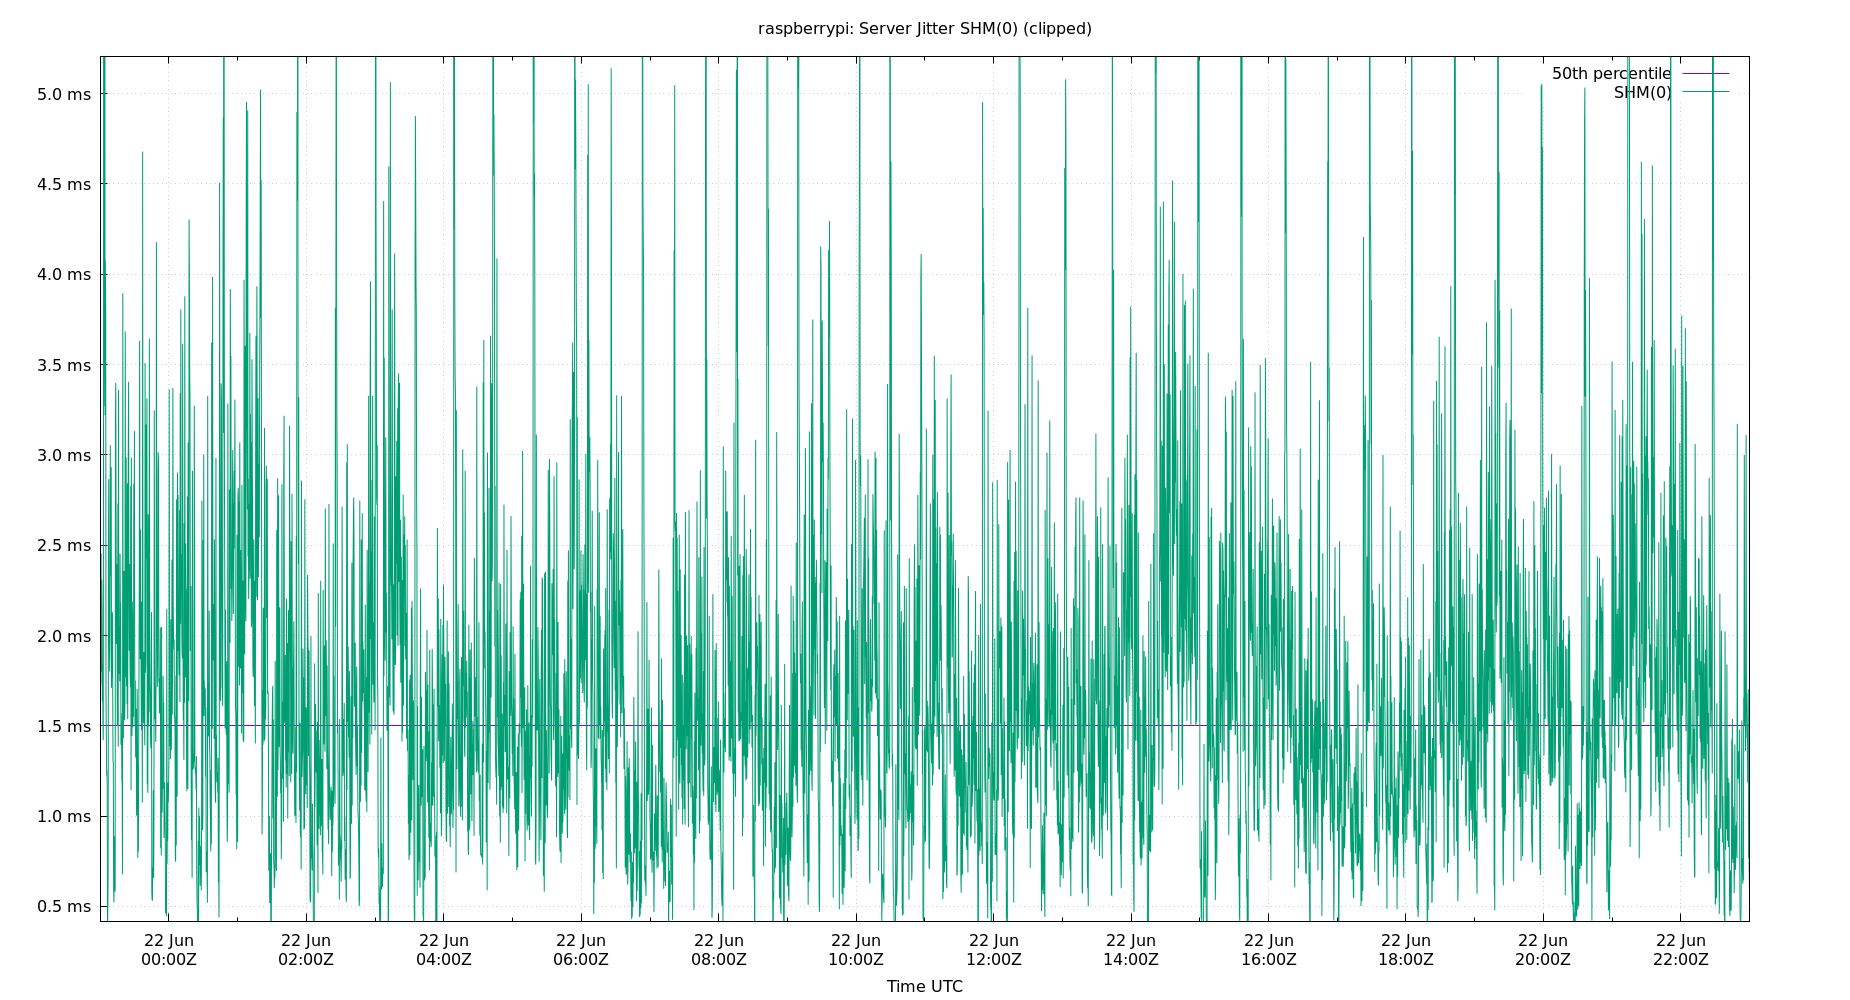 raspberrypi: Server Jitter SHM(0) (clipped)
50th percentile
SHM(0)
5.0 ms
4.5 ms
4.0 ms
3.5 ms
3.0 ms
2.5 ms
2.0 ms
1.5 ms
1.0 ms
0.5 ms
22 Jun 22 Jun 22 Jun 22 Jun 22 Jun 22 Jun 22 Jun 22 Jun 22 Jun 22 Jun 22 Jun 22 Jun
00:00Z 02:00Z 04:00Z 06:00Z 08:00Z 10:00Z 12:00Z 14:00Z 16:00Z 18:00Z 20:00Z 22:00Z
Time UTC